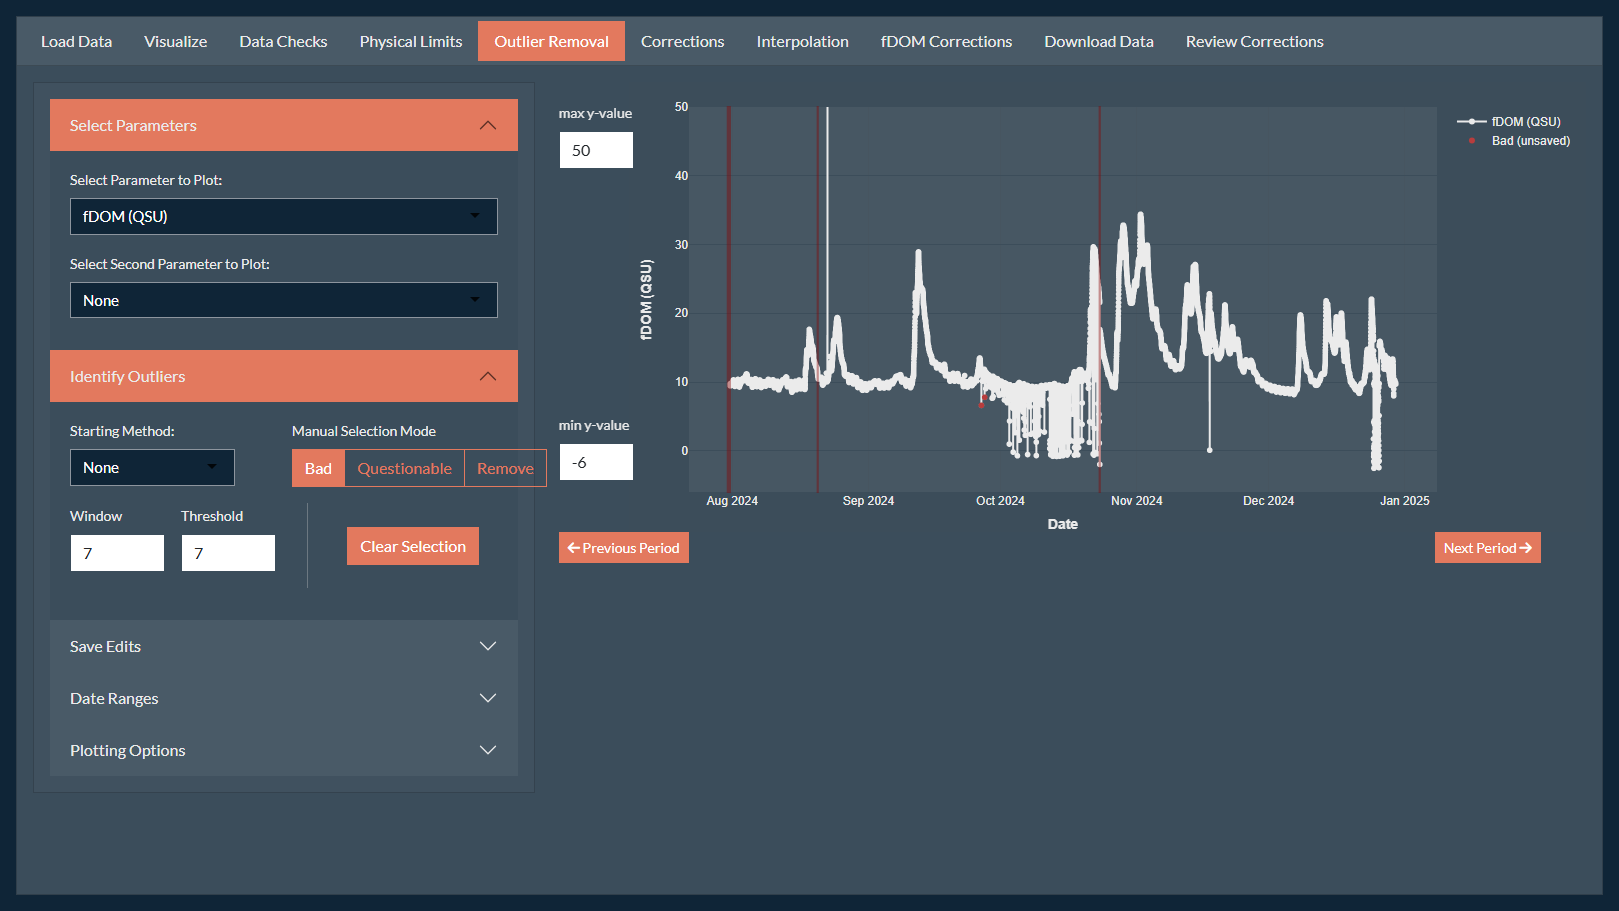 Load Data Visualize Data Checks Physical Limits Outlier Removal Corrections Interpolation fDOM Corrections Download Data Review Corrections
Select Parameters
Select Parameter to Plot:
fDOM (QSU)
Select Second Parameter to Plot:
None
Identify Outliers
Starting Method:
None
Manual Selection Mode
Bad Questionable Remove
Window
7
Threshold
7
Clear Selection
Save Edits
Date Ranges
Plotting Options
max y-value
50
min y-value
-6
50
40
30
20
10
0
fDOM (QSU)
Aug 2024 Sep 2024 Oct 2024 Nov 2024 Dec 2024 Jan 2025
Date
fDOM (QSU)
Bad (unsaved)
Previous Period
Next Period